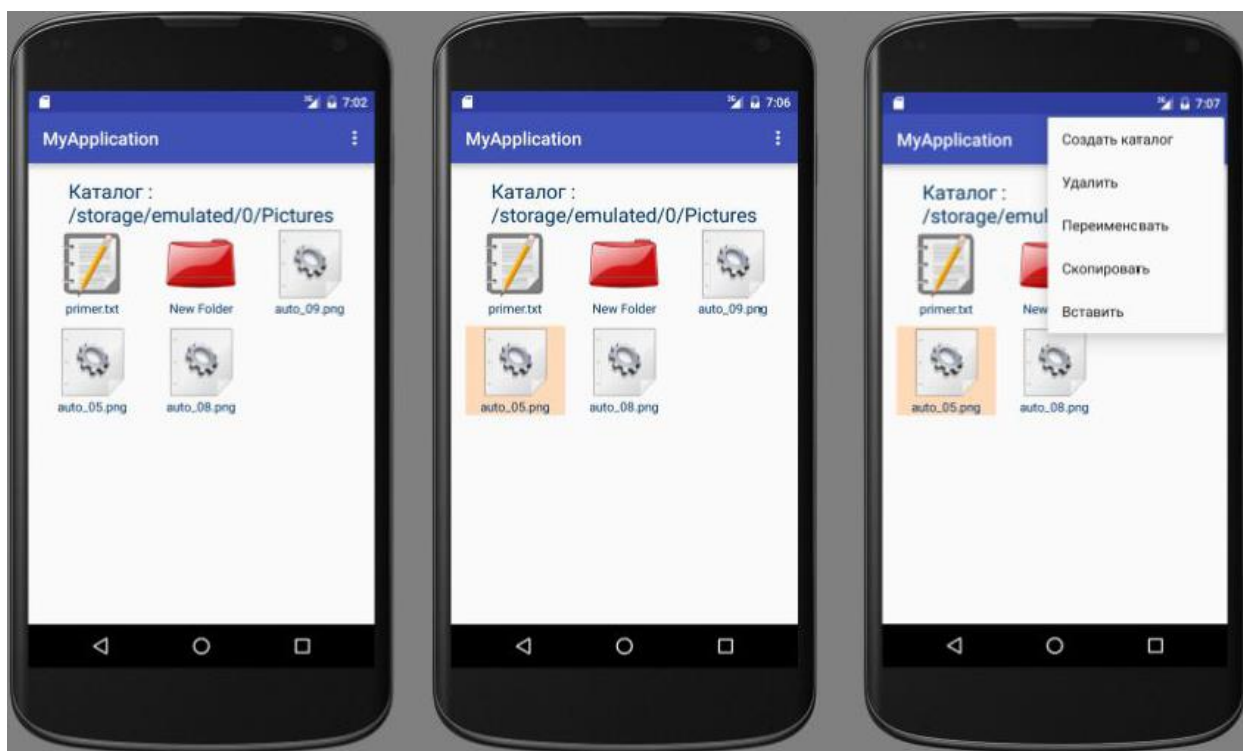 7:02
MyApplication
Каталог :
/storage/emulated/0/Pictures
primer.txt New Folder auto_09.png
auto_05.png auto_08.png
7:06
MyApplication
Каталог :
/storage/emulated/0/Pictures
primer.txt New Folder auto_09.png
auto_05.png auto_08.png
7:07
MyApplication
Создать каталог
Удалить
Переименсвать
Скопировать
Вставить
Каталог :
/storage/emul
primer.txt New
auto_05.png auto_08.png